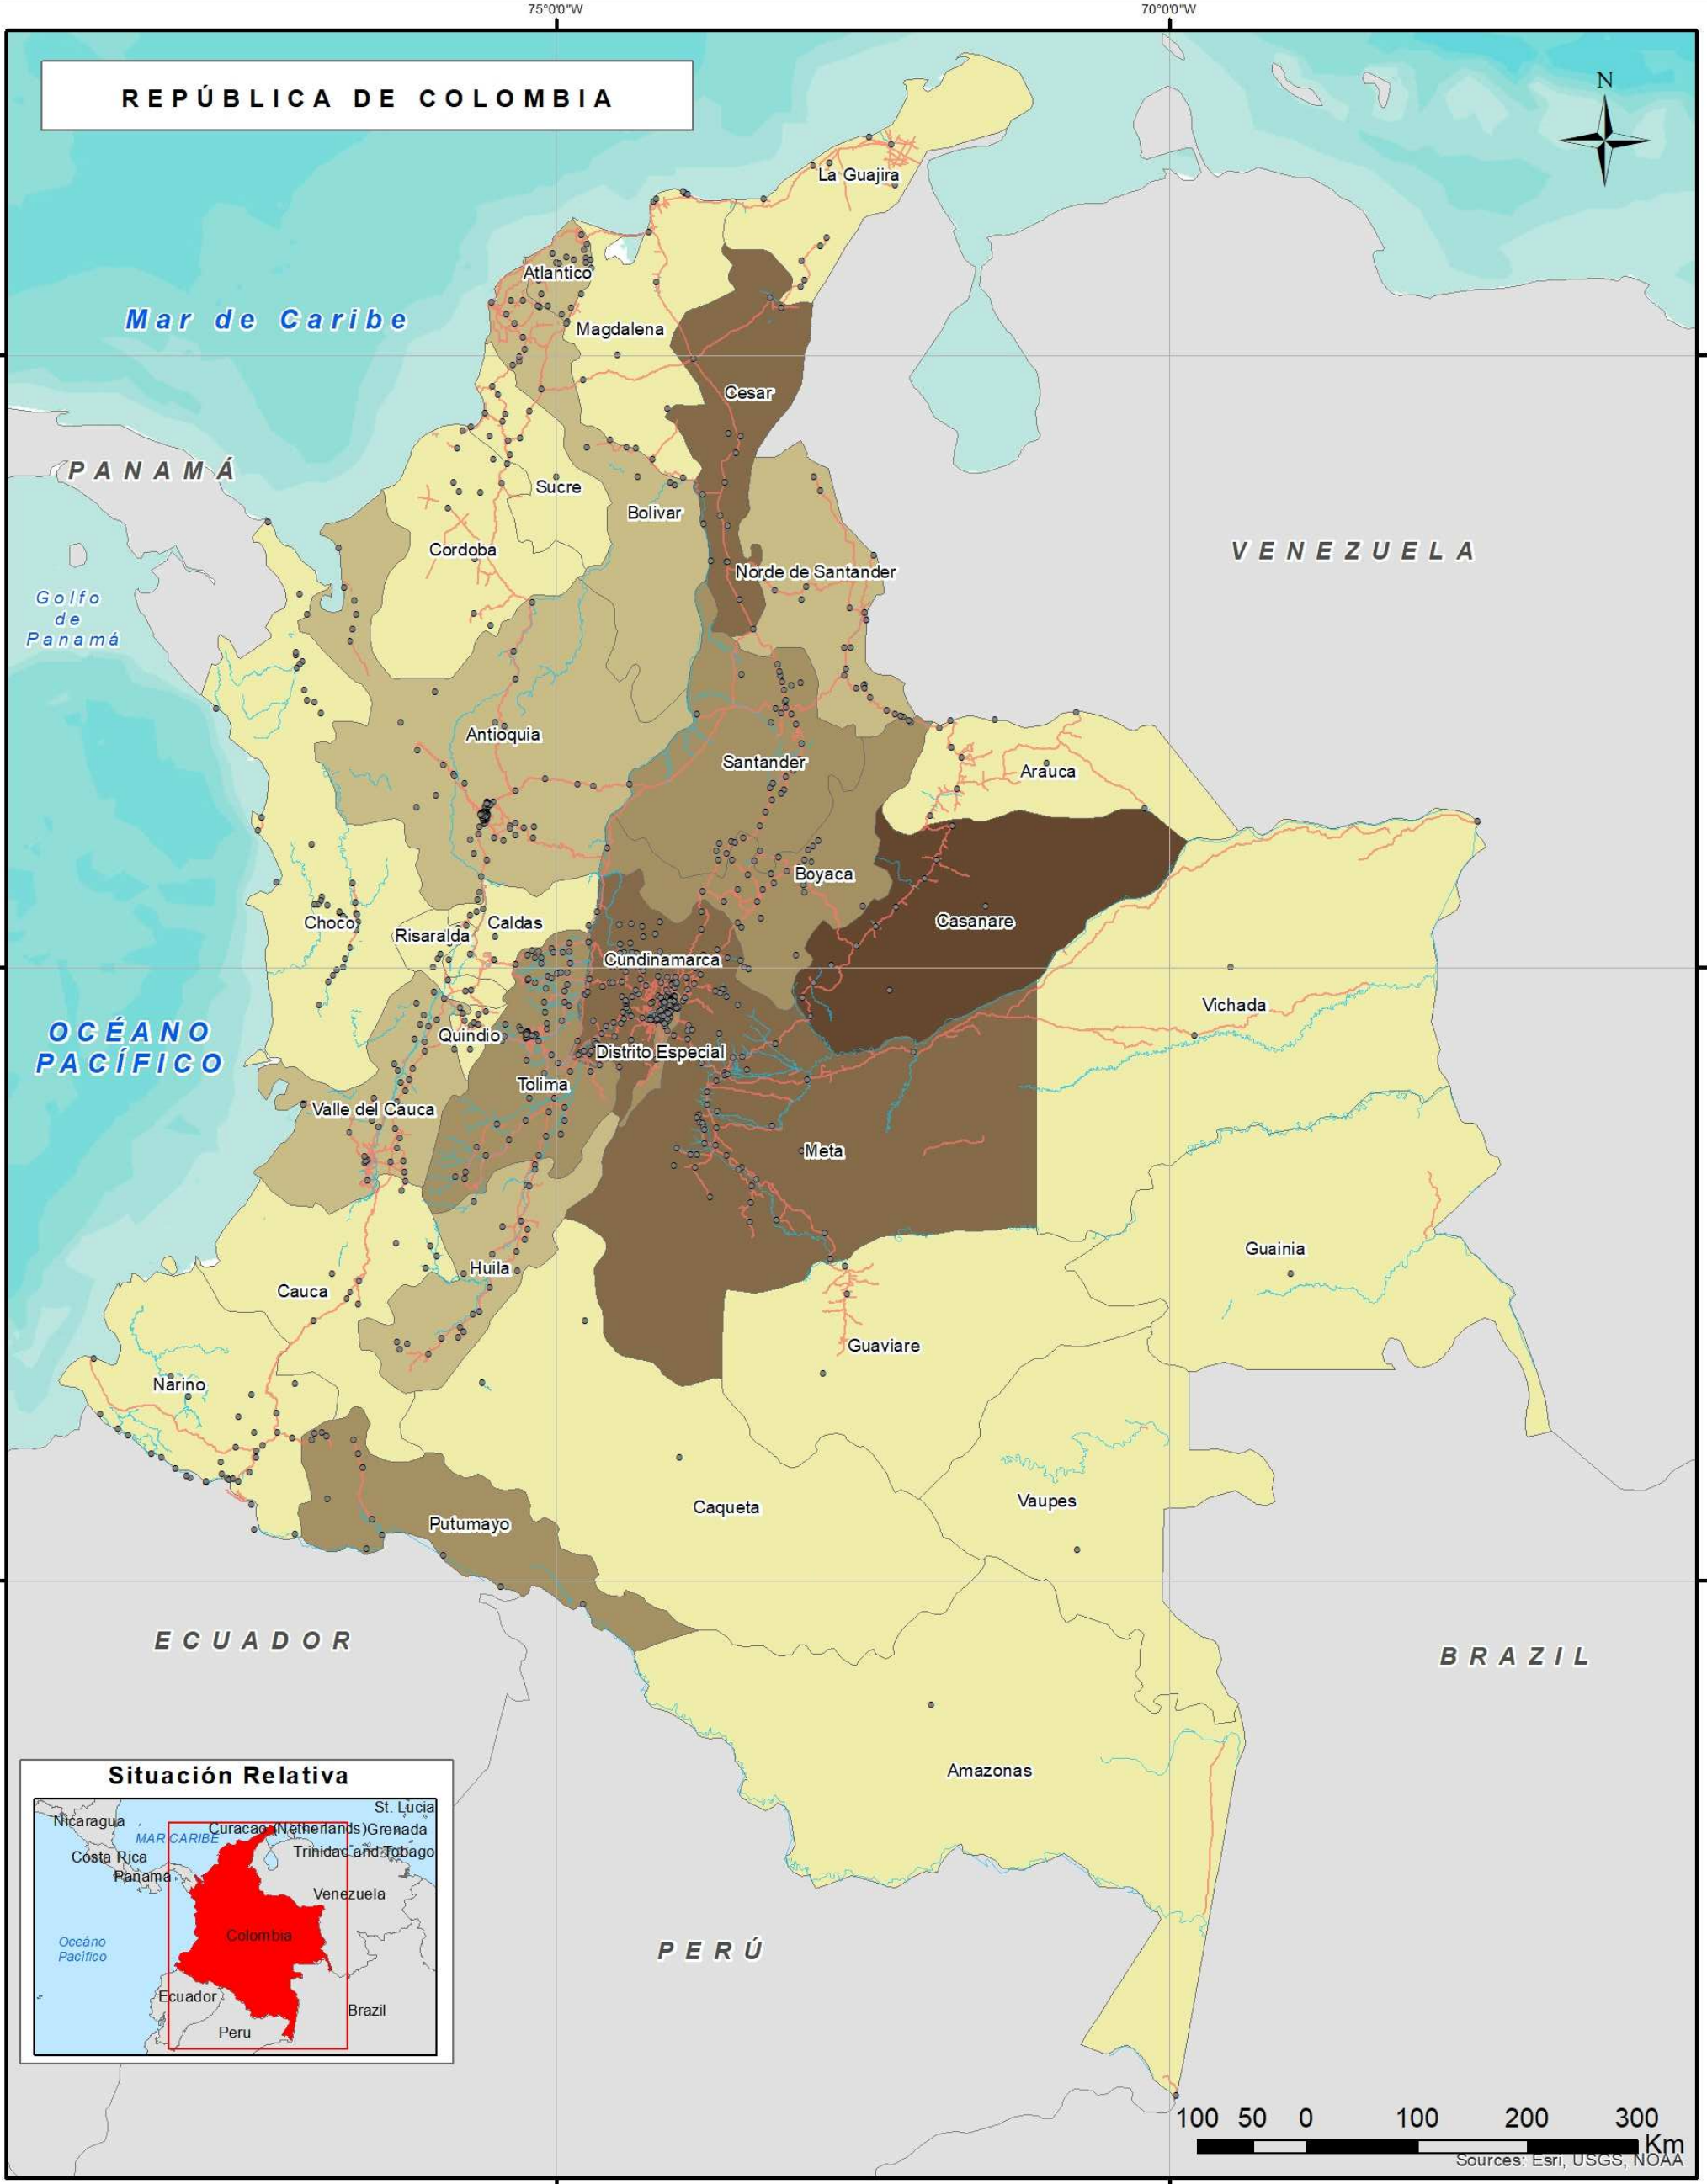 75°0'0"W
70°0'0"W
REPÚBLICA DE COLOMBIA
N
La Guajira
Atlantico
Mar de Caribe
Magdalena
Cesar
PANAMÁ
Sucre
Bolivar
VENEZUELA
Cordoba
Norde de Santander
Golfo
de
Panamá
Antioquia
Santander
Arauca
Boyaca
Casanare
Choco
Caldas
Risaralda
Cundinamarca
Vichada
OCÉANO
PACÍFICO
Quindio
Distrito Especial
Tolima
Valle del Cauca
Meta
Guainia
Huila
Cauca
Guaviare
Narino
Caqueta
Vaupes
Putumayo
ECUADOR
BRAZIL
Amazonas
Situación Relativa
St. Lucia
Nicaragua
Curacao (Netherlands)
Grenada
MAR CARIBE
Costa Rica
Trinidad and Tobago
Panama
Venezuela
Colombia
Oceáno
Pacífico
Ecuador
Brazil
Peru
PERÚ
100 50 0 100 200 300
Km
Sources: Esri, USGS, NOAA